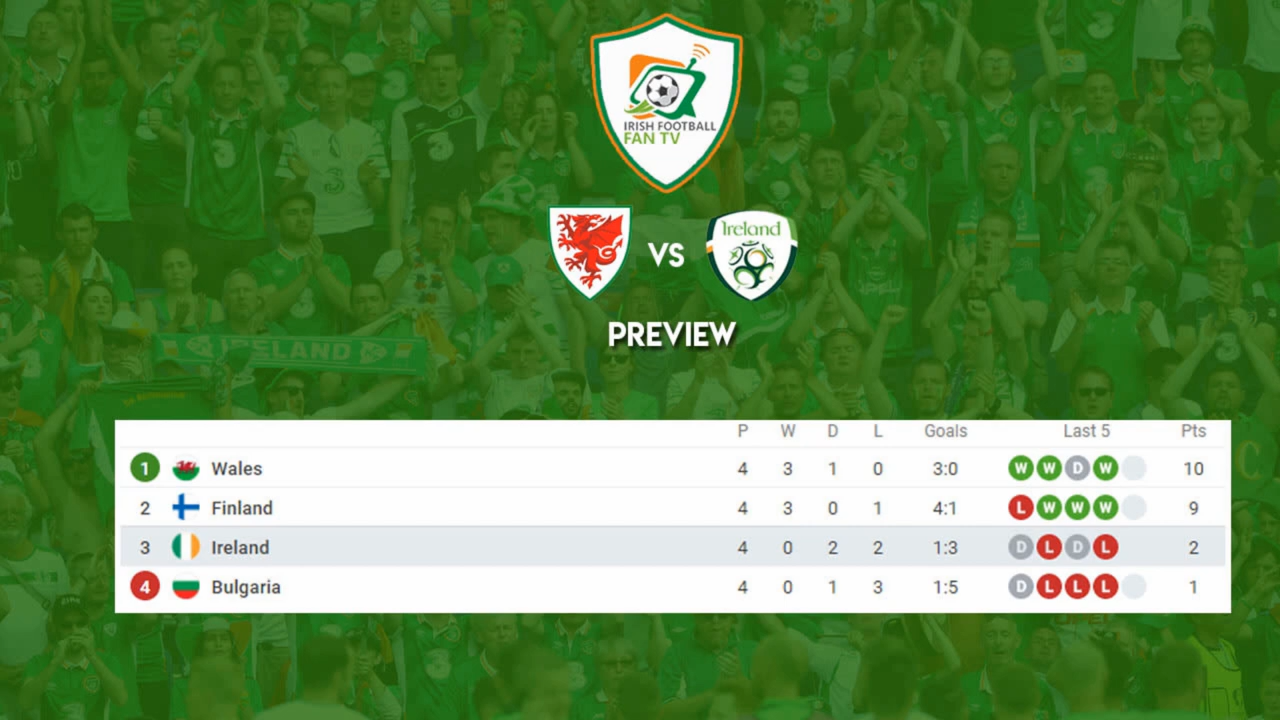 IRISH FOOTBALL
FAN TV
Ireland
VS
PREVIEW
IRELAND
P W D L Goals Last 5 Pts
1 Wales 4 3 1 0 3:0 W W D W 10
2 Finland 4 3 0 1 4:1 L W W W 9
3 Ireland 4 0 2 2 1:3 D L D L 2
4 Bulgaria 4 0 1 3 1:5 D L L L 1